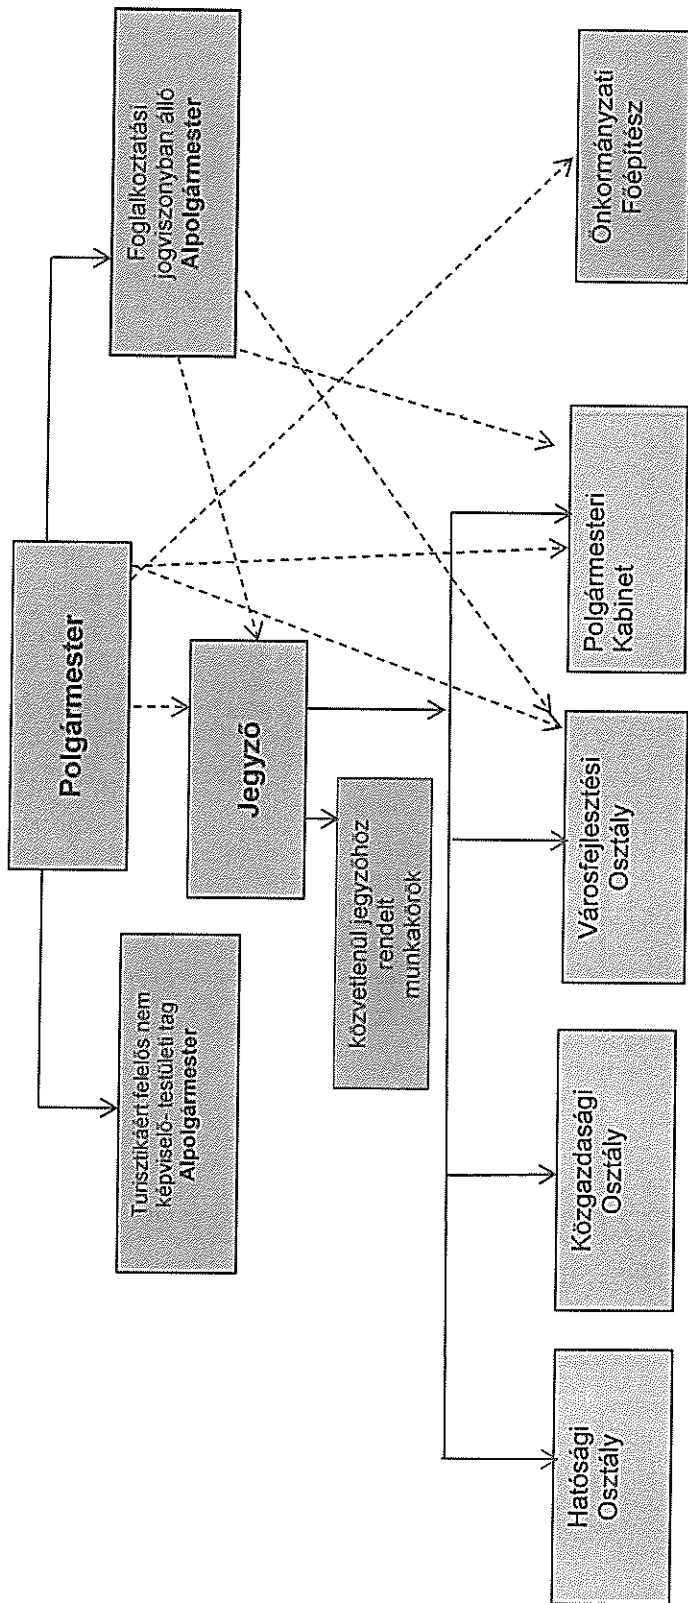 Polgármester
Turisztikáért felelős nem
képviselő- testületi tag
Alpolgármester
Foglalkoztatási
jogviszonyban álló
Alpolgármester
Jegyző
közvetlenül jegyzőhöz
rendelt
munkakörök
Hatósági
Osztály
Közgazdasági
Osztály
Városfejlesztési
Osztály
Polgármesteri
Kabinet
Önkormányzati
Főépítész